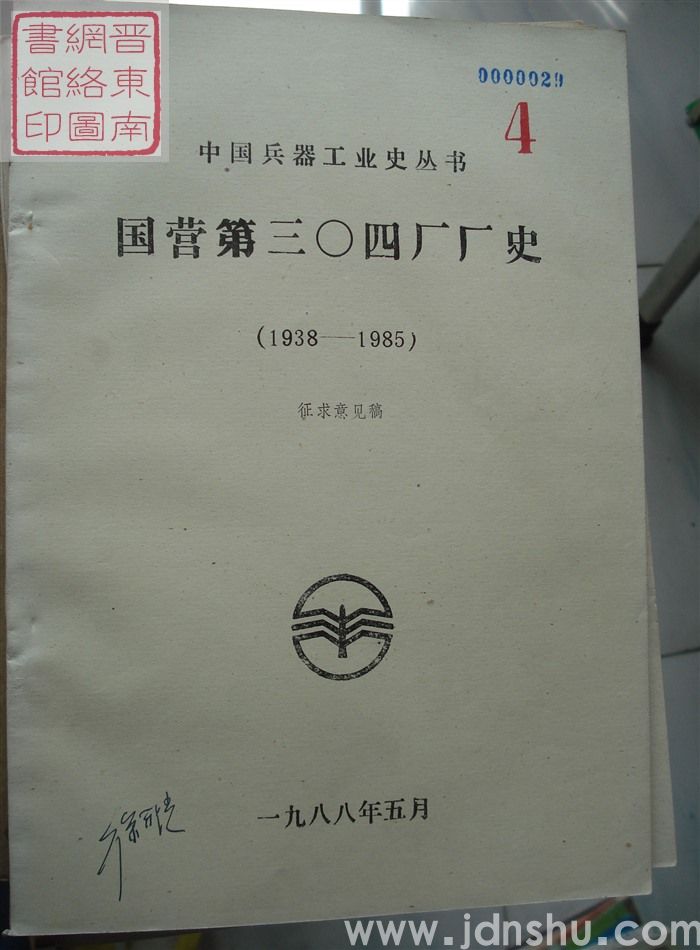 晋東南
網絡圖
書館印
0000029
4
中国兵器工业史丛书
国营第三〇四厂厂史
(1938——1985)
征求意见稿
一九八八年五月
www.jdnshu.com